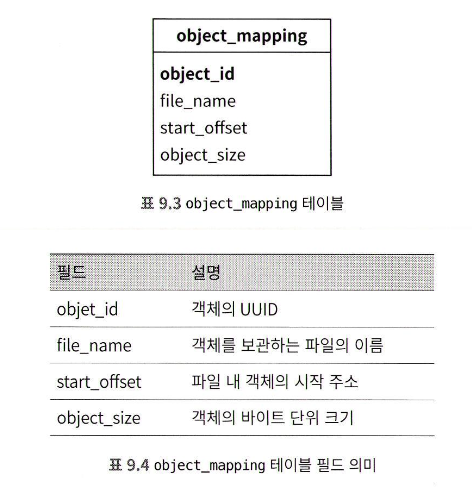 object_mapping
object_id
file_name
start_offset
object_size
표 9.3 object_mapping 테이블
필드 설명
objet_id 객체의 UUID
file_name 객체를 보관하는 파일의 이름
start_offset 파일 내 객체의 시작 주소
object_size 객체의 바이트 단위 크기
표 9.4 object_mapping 테이블 필드 의미